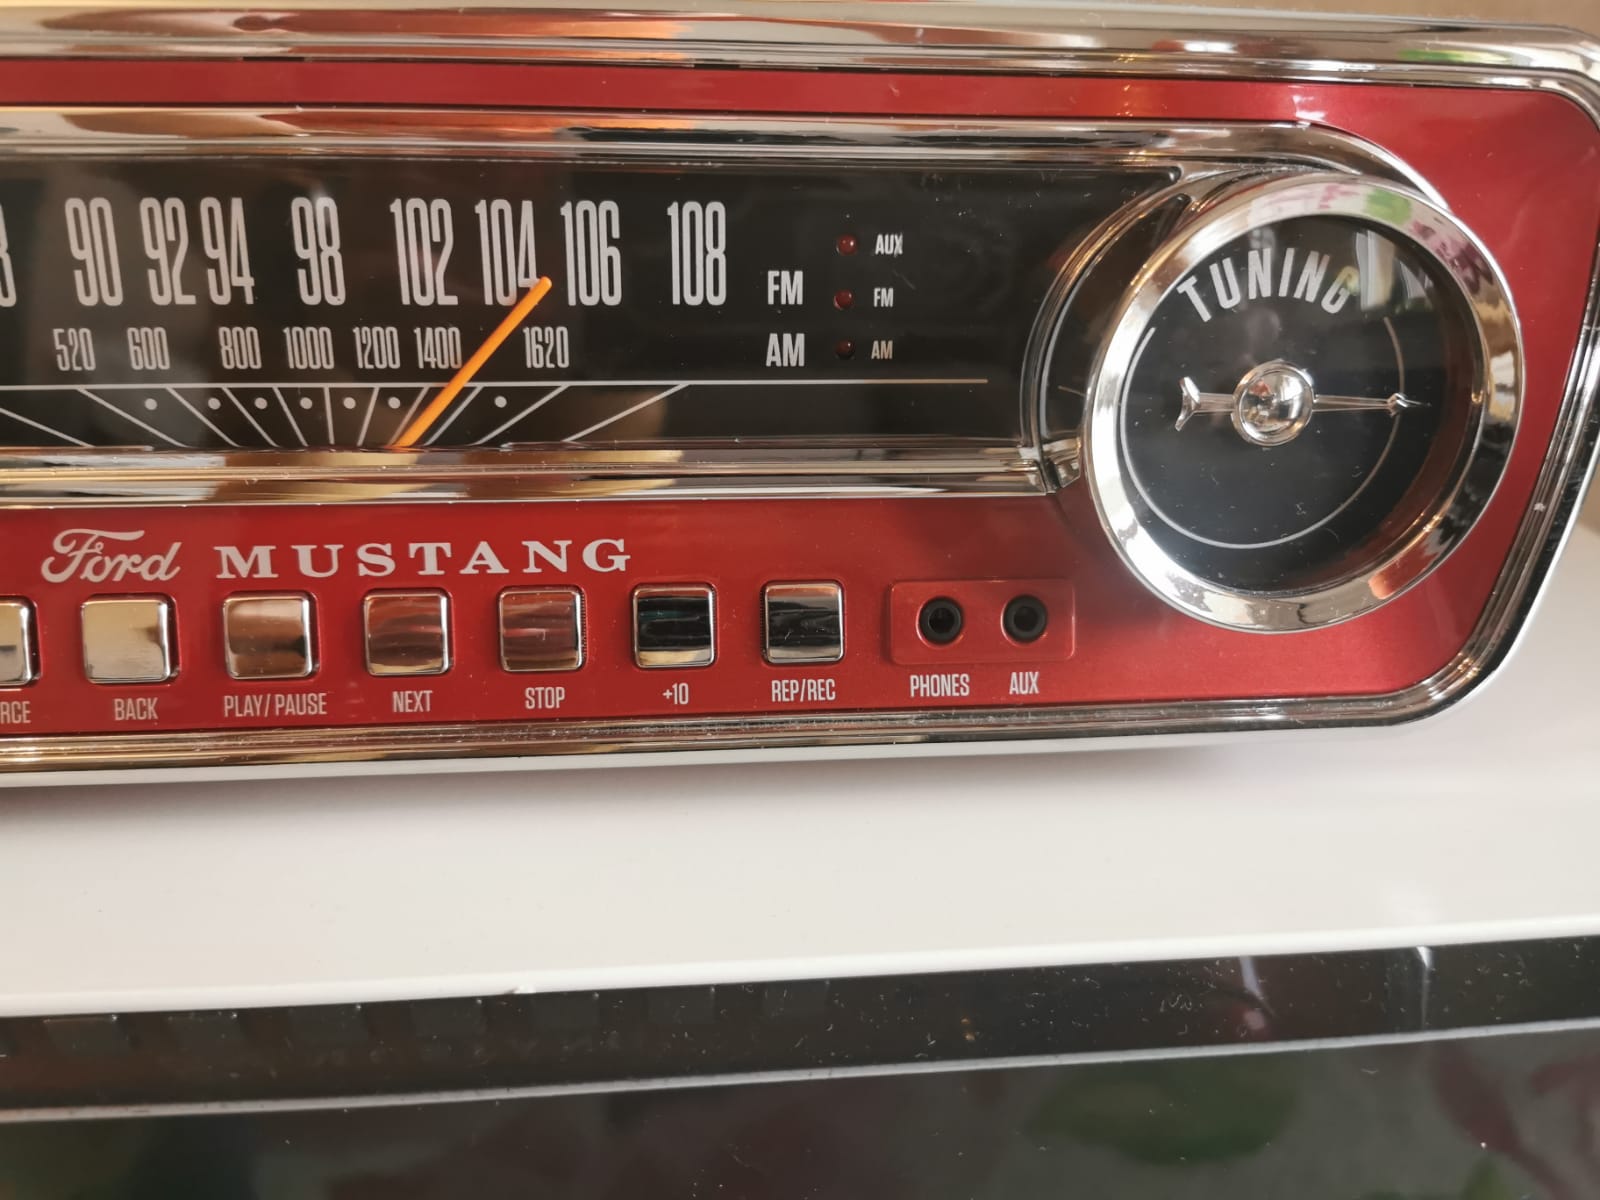 90 92 94 98 102 104 106 108
FM
520 600 800 1000 1200 1400 1620
AM
AUX
FM
AM
TUNING
Ford MUSTANG
BACK PLAY/PAUSE NEXT STOP +10 REP/REC PHONES AUX